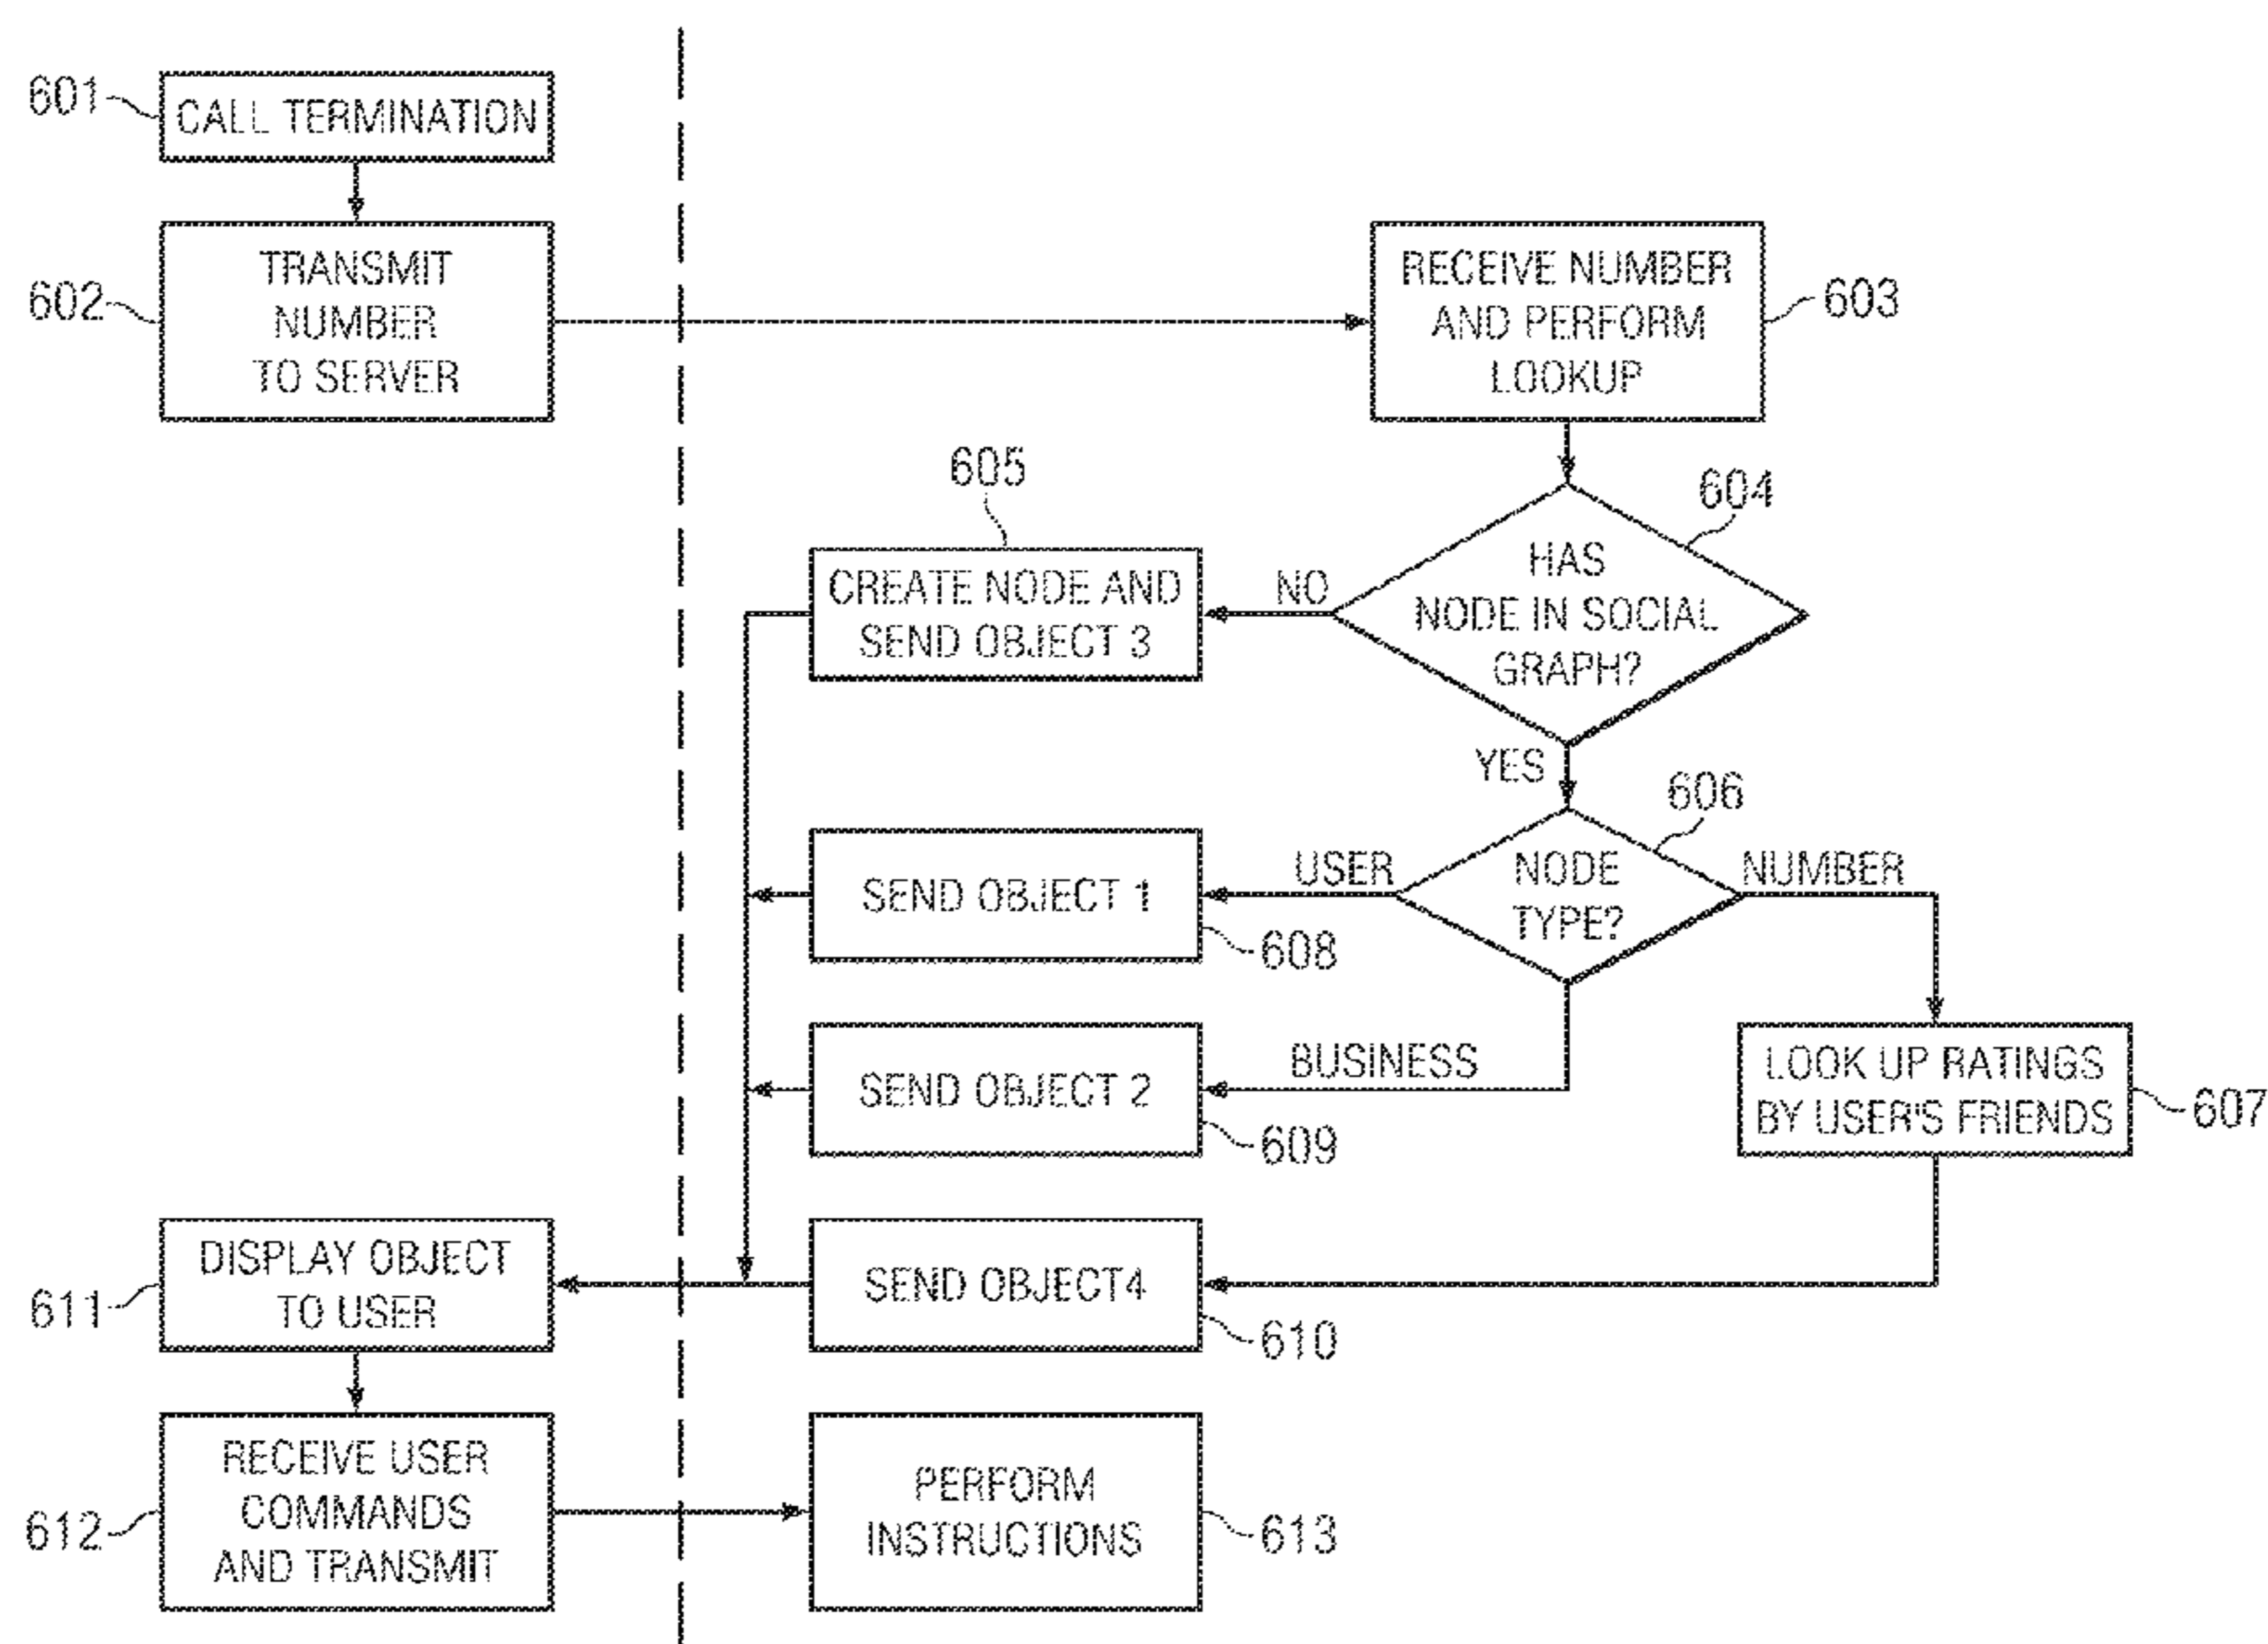 601
CALL TERMINATION
602
TRANSMIT
NUMBER
TO SERVER
RECEIVE NUMBER
AND PERFORM
LOOKUP
603
604
HAS
NODE IN SOCIAL
GRAPH?
NO
YES
605
CREATE NODE AND
SEND OBJECT 3
606
NODE
TYPE?
USER
NUMBER
BUSINESS
SEND OBJECT 1
608
SEND OBJECT 2
609
LOOK UP RATINGS
BY USER'S FRIENDS
607
SEND OBJECT4
610
611
DISPLAY OBJECT
TO USER
612
RECEIVE USER
COMMANDS
AND TRANSMIT
PERFORM
INSTRUCTIONS
613